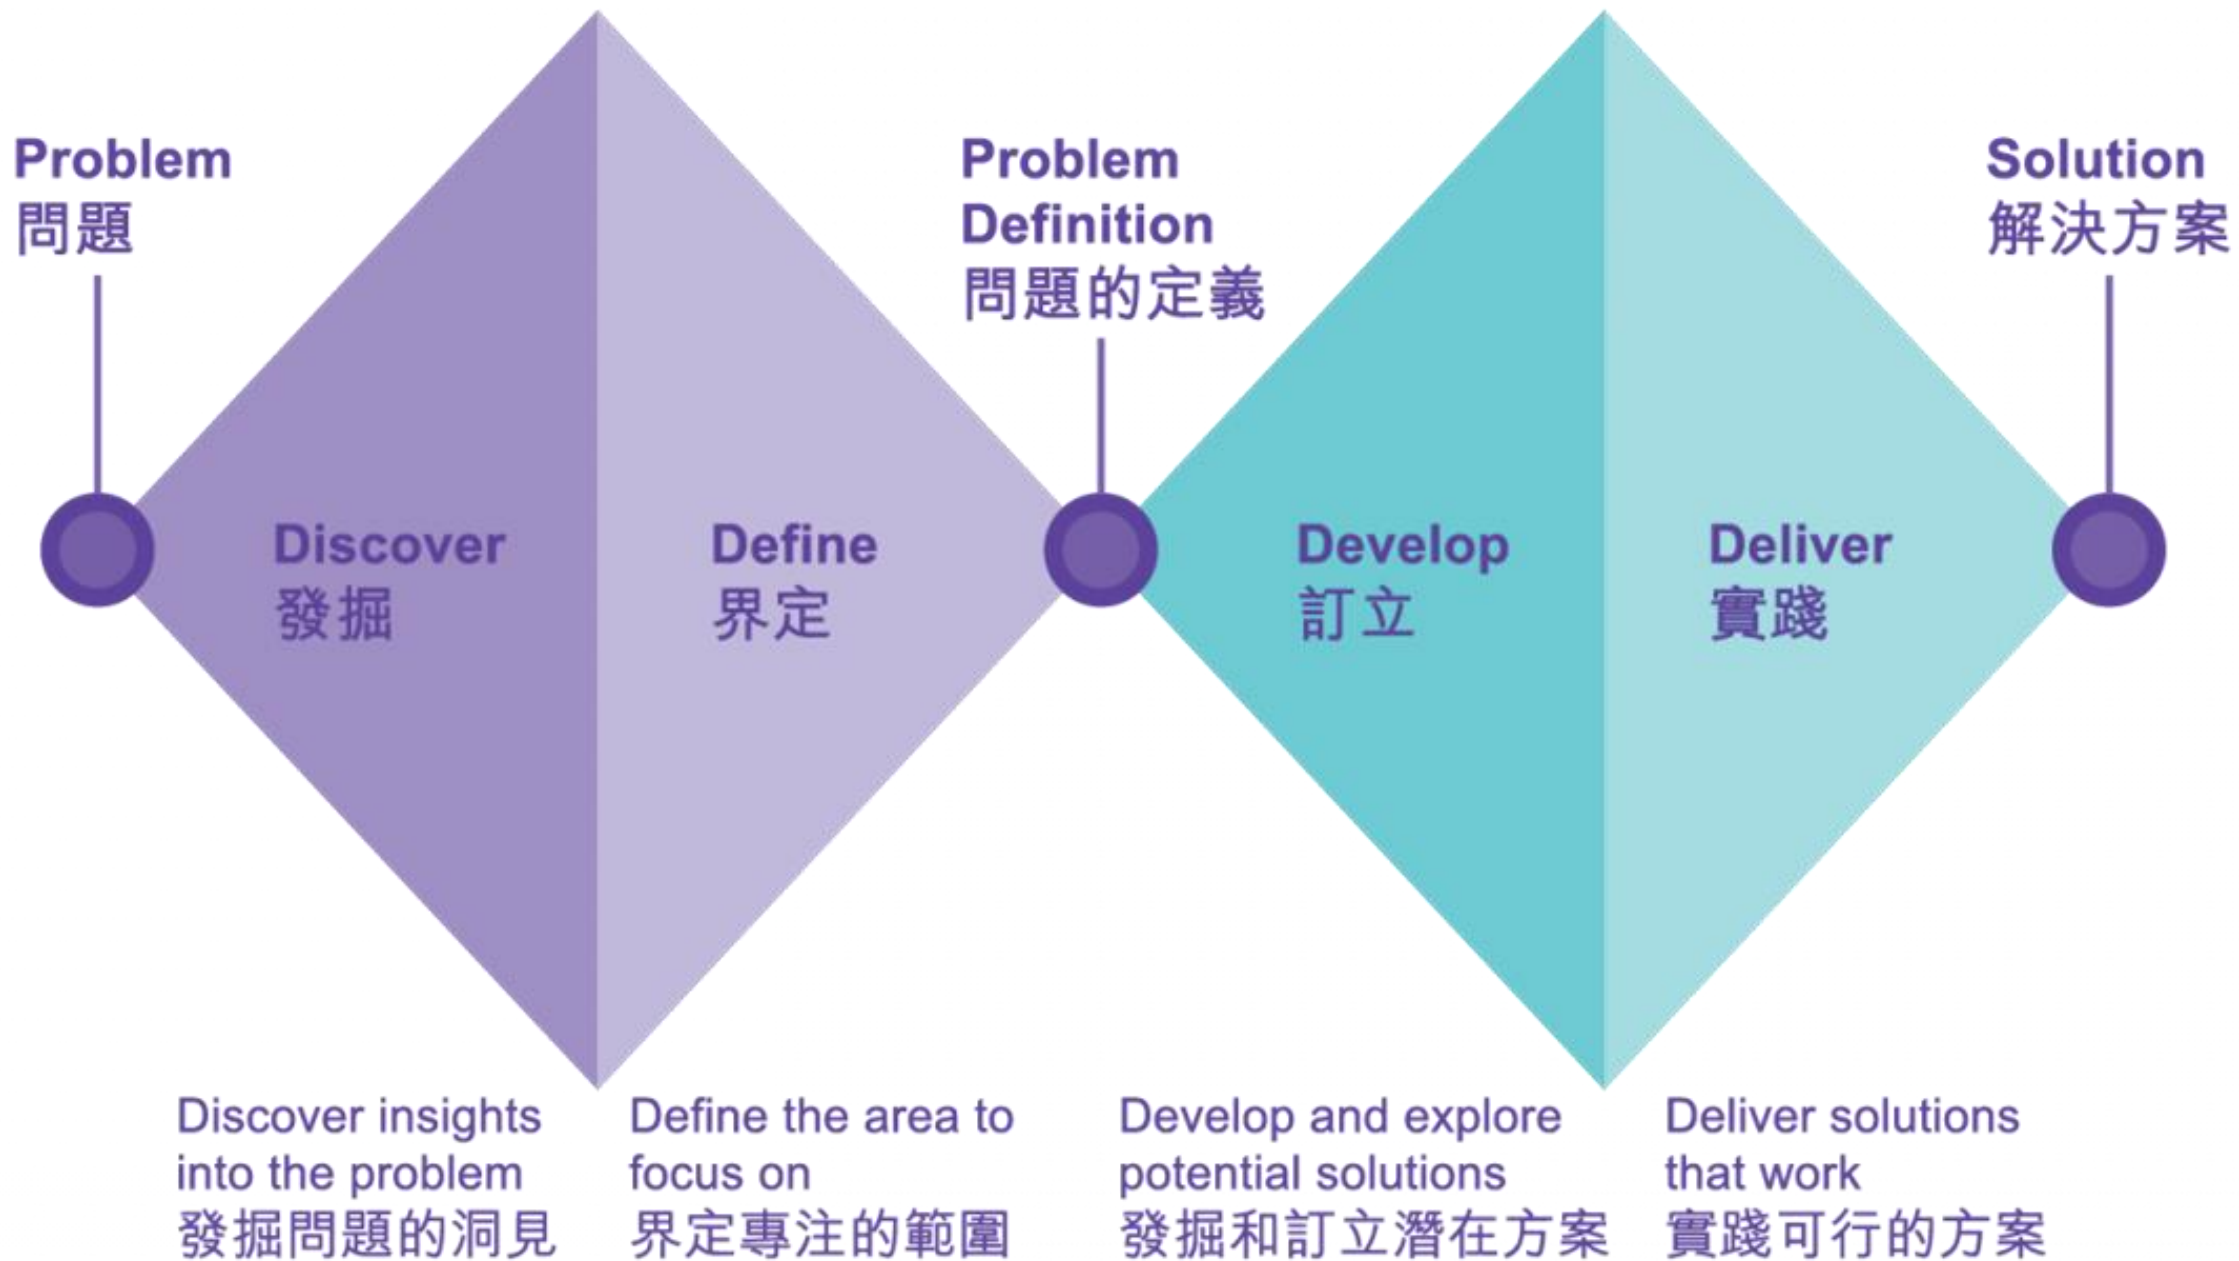 Problem
問題
Problem
Definition
問題的定義
Solution
解決方案
Discover
發掘
Define
界定
Develop
訂立
Deliver
實踐
Discover insights
into the problem
發掘問題的洞見
Define the area to
focus on
界定專注的範圍
Develop and explore
potential solutions
發掘和訂立潛在方案
Deliver solutions
that work
實踐可行的方案